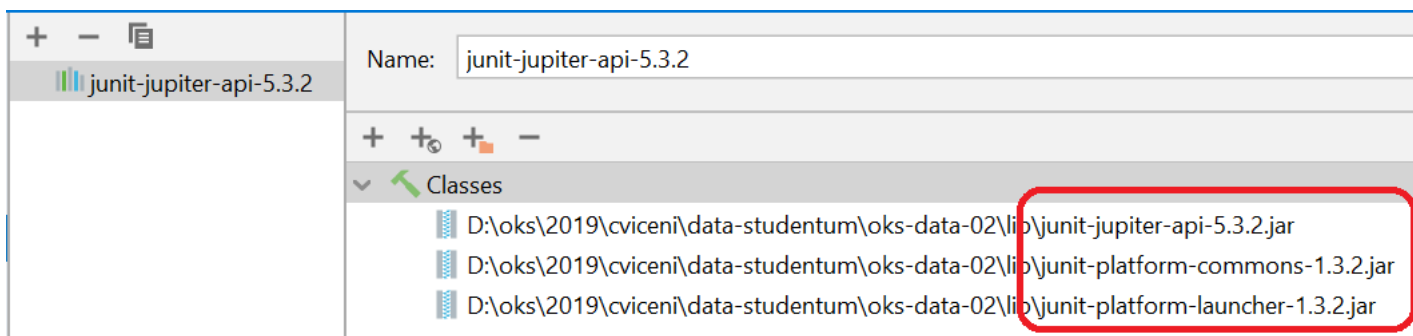 junit-jupiter-api-5.3.2
Name: junit-jupiter-api-5.3.2
Classes
D:\oks\2019\cviceni\data-studentum\oks-data-02\lib\junit-jupiter-api-5.3.2.jar
D:\oks\2019\cviceni\data-studentum\oks-data-02\lib\junit-platform-commons-1.3.2.jar
D:\oks\2019\cviceni\data-studentum\oks-data-02\lib\junit-platform-launcher-1.3.2.jar